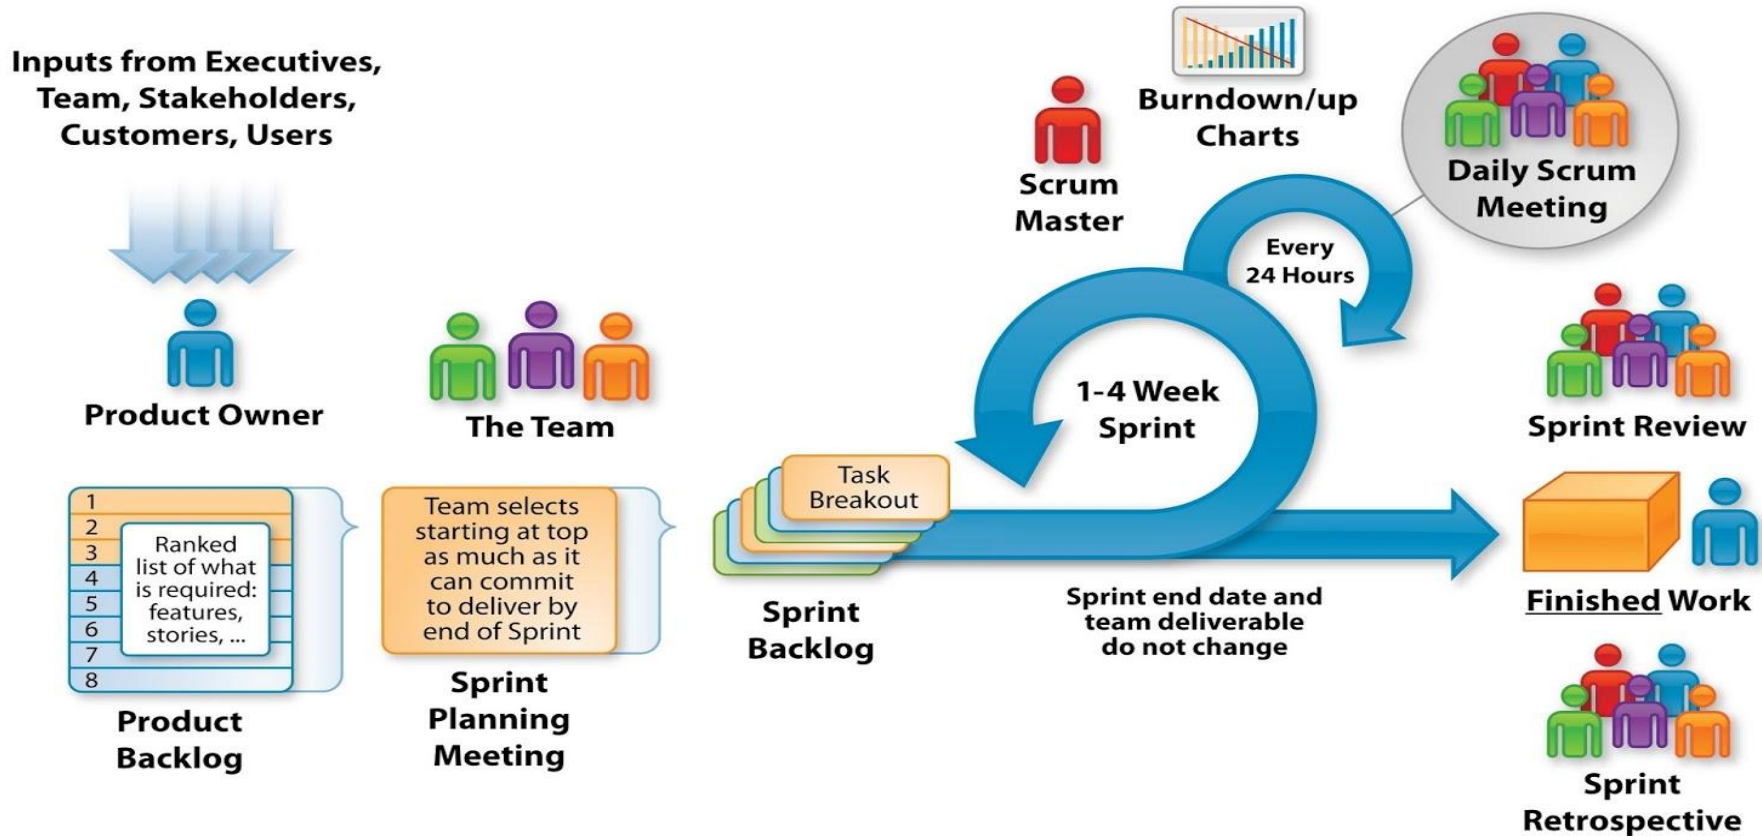 Inputs from Executives,
Team, Stakeholders,
Customers, Users
Product Owner
The Team
1
2
3
4
5
6
7
8
Ranked
list of what
is required:
features,
stories, ...
Product
Backlog
Team selects
starting at top
as much as it
can commit
to deliver by
end of Sprint
Sprint
Planning
Meeting
Task
Breakout
Sprint
Backlog
Scrum
Master
Burndown/up
Charts
Daily Scrum
Meeting
Every
24 Hours
1-4 Week
Sprint
Sprint end date and
team deliverable
do not change
Sprint Review
Finished Work
Sprint
Retrospective